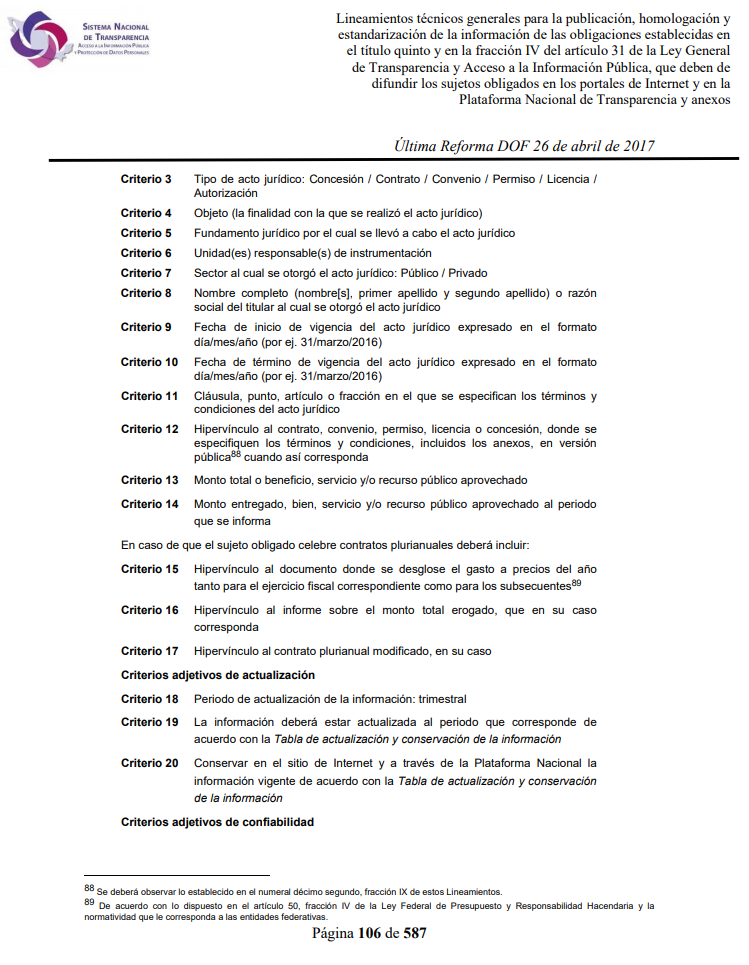 SISTEMA NACIONAL
DE TRANSPARENCIA
ACCESO A LA INFORMACIÓN PÚBLICA
Y PROTECCIÓN DE DATOS PERSONALES
Lineamientos técnicos generales para la publicación, homologación y
estandarización de la información de las obligaciones establecidas en
el título quinto y en la fracción IV del artículo 31 de la Ley General
de Transparencia y Acceso a la Información Pública, que deben de
difundir los sujetos obligados en los portales de Internet y en la
Plataforma Nacional de Transparencia y anexos
Última Reforma DOF 26 de abril de 2017
Criterio 3 Tipo de acto jurídico: Concesión / Contrato / Convenio / Permiso / Licencia /
Autorización
Criterio 4 Objeto (la finalidad con la que se realizó el acto jurídico)
Criterio 5 Fundamento jurídico por el cual se llevó a cabo el acto jurídico
Criterio 6 Unidad(es) responsable(s) de instrumentación
Criterio 7 Sector al cual se otorgó el acto jurídico: Público / Privado
Criterio 8 Nombre completo (nombre[s], primer apellido y segundo apellido) o razón
social del titular al cual se otorgó el acto jurídico
Criterio 9 Fecha de inicio de vigencia del acto jurídico expresado en el formato
día/mes/año (por ej. 31/marzo/2016)
Criterio 10 Fecha de término de vigencia del acto jurídico expresado en el formato
día/mes/año (por ej. 31/marzo/2016)
Criterio 11 Cláusula, punto, artículo o fracción en el que se especifican los términos y
condiciones del acto jurídico
Criterio 12 Hipervínculo al contrato, convenio, permiso, licencia o concesión, donde se
especifiquen los términos y condiciones, incluidos los anexos, en versión
pública88 cuando así corresponda
Criterio 13 Monto total o beneficio, servicio y/o recurso público aprovechado
Criterio 14 Monto entregado, bien, servicio y/o recurso público aprovechado al periodo
que se informa
En caso de que el sujeto obligado celebre contratos plurianuales deberá incluir:
Criterio 15 Hipervínculo al documento donde se desglose el gasto a precios del año
tanto para el ejercicio fiscal correspondiente como para los subsecuentes89
Criterio 16 Hipervínculo al informe sobre el monto total erogado, que en su caso
corresponda
Criterio 17 Hipervínculo al contrato plurianual modificado, en su caso
Criterios adjetivos de actualización
Criterio 18 Periodo de actualización de la información: trimestral
Criterio 19 La información deberá estar actualizada al periodo que corresponde de
acuerdo con la Tabla de actualización y conservación de la información
Criterio 20 Conservar en el sitio de Internet y a través de la Plataforma Nacional la
información vigente de acuerdo con la Tabla de actualización y conservación
de la información
Criterios adjetivos de confiabilidad
88 Se deberá observar lo establecido en el numeral décimo segundo, fracción IX de estos Lineamientos.
89 De acuerdo con lo dispuesto en el artículo 50, fracción IV de la Ley Federal de Presupuesto y Responsabilidad Hacendaria y la
normatividad que le corresponda a las entidades federativas.
Página 106 de 587